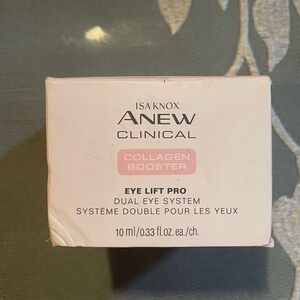 ISA KNOX
ANEW
CLINICAL
COLLAGEN
BOOSTER
EYE LIFT PRO
DUAL EYE SYSTEM
SYSTÈME DOUBLE POUR LES YEUX
10 ml/0.33 fl. oz. ea./ch.